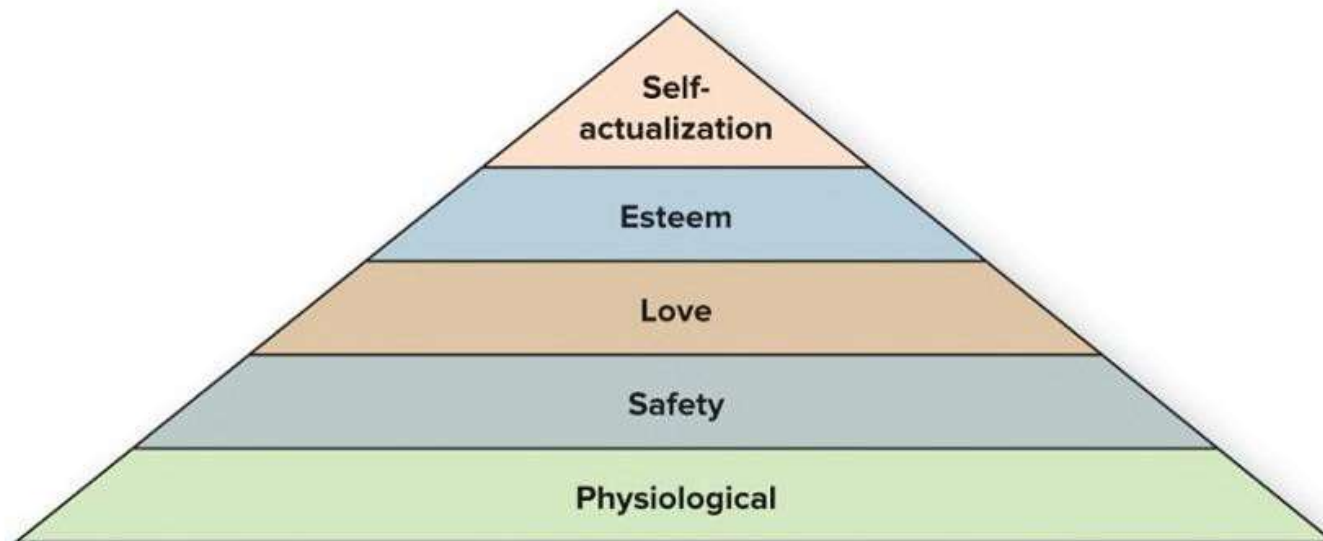 Self-
actualization
Esteem
Love
Safety
Physiological